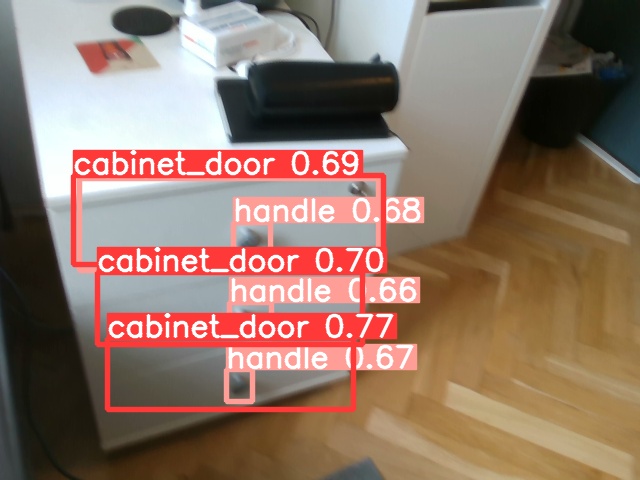 cabinet_door 0.69
handle 0.68
cabinet_door 0.70
handle 0.66
cabinet_door 0.77
handle 0.67